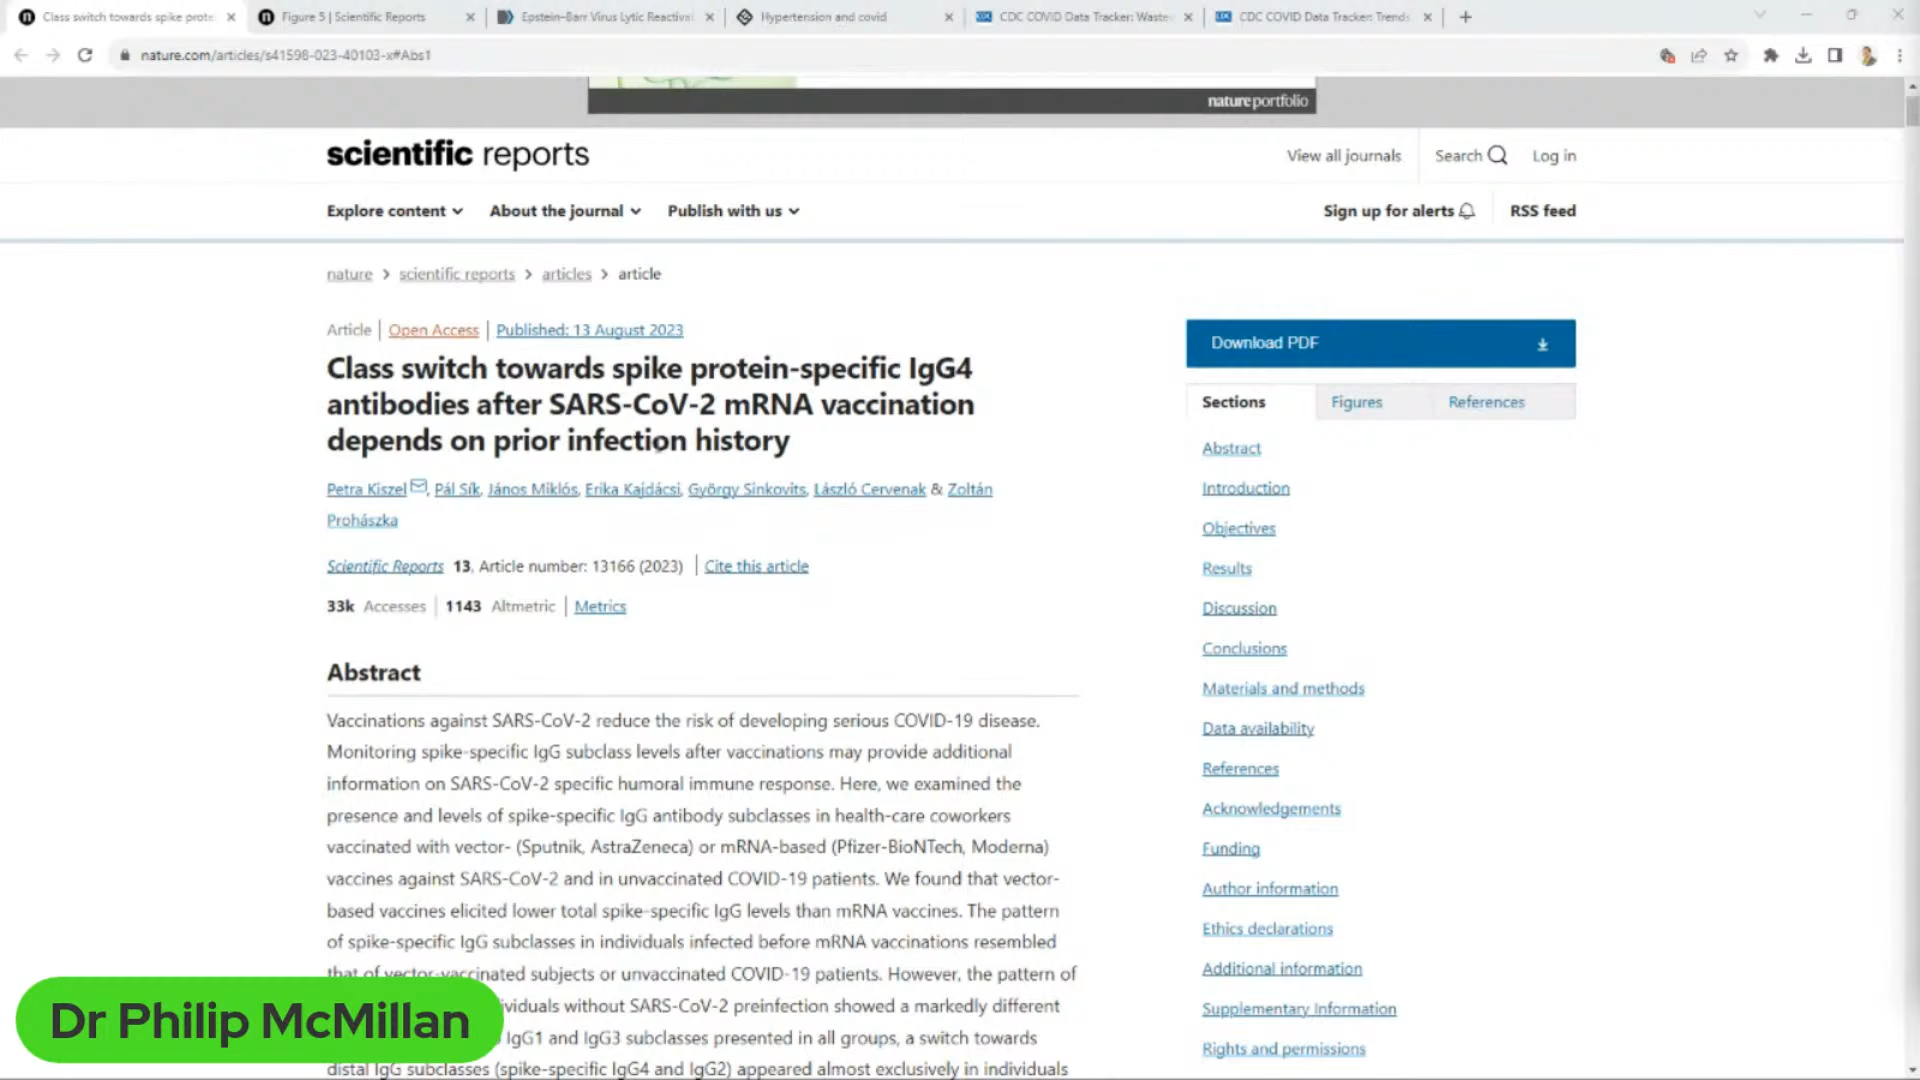 Class switch towards spike prote
Figure 5 | Scientific Reports
Epstein-Barr Virus Lytic Reactivat
Hypertension and covid
CDC COVID Data Tracker: Waste
CDC COVID Data Tracker: Trends
nature.com/articles/s41598-023-40103-x#Abs1
natureportfolio
scientific reports
View all journals
Search
Log in
Explore content
About the journal
Publish with us
Sign up for alerts
RSS feed
nature > scientific reports > articles > article
Article | Open Access | Published: 13 August 2023
Class switch towards spike protein-specific IgG4
antibodies after SARS-CoV-2 mRNA vaccination
depends on prior infection history
Petra Kiszel, Pál Sík, János Miklós, Erika Kajdácsi, György Sinkovits, László Cervenak & Zoltán
Prohászka
Scientific Reports 13, Article number: 13166 (2023) | Cite this article
33k Accesses | 1143 Altmetric | Metrics
Abstract
Vaccinations against SARS-CoV-2 reduce the risk of developing serious COVID-19 disease.
Monitoring spike-specific IgG subclass levels after vaccinations may provide additional
information on SARS-CoV-2 specific humoral immune response. Here, we examined the
presence and levels of spike-specific IgG antibody subclasses in health-care coworkers
vaccinated with vector- (Sputnik, AstraZeneca) or mRNA-based (Pfizer-BioNTech, Moderna)
vaccines against SARS-CoV-2 and in unvaccinated COVID-19 patients. We found that vector-
based vaccines elicited lower total spike-specific IgG levels than mRNA vaccines. The pattern
of spike-specific IgG subclasses in individuals infected before mRNA vaccinations resembled
that of vector-vaccinated subjects or unvaccinated COVID-19 patients. However, the pattern of
ividuals without SARS-CoV-2 preinfection showed a markedly different
IgG1 and IgG3 subclasses presented in all groups, a switch towards
distal IgG subclasses (spike-specific IgG4 and IgG2) appeared almost exclusively in individuals
Download PDF
Sections
Figures
References
Abstract
Introduction
Objectives
Results
Discussion
Conclusions
Materials and methods
Data availability
References
Acknowledgements
Funding
Author information
Ethics declarations
Additional information
Supplementary Information
Rights and permissions
Dr Philip McMillan